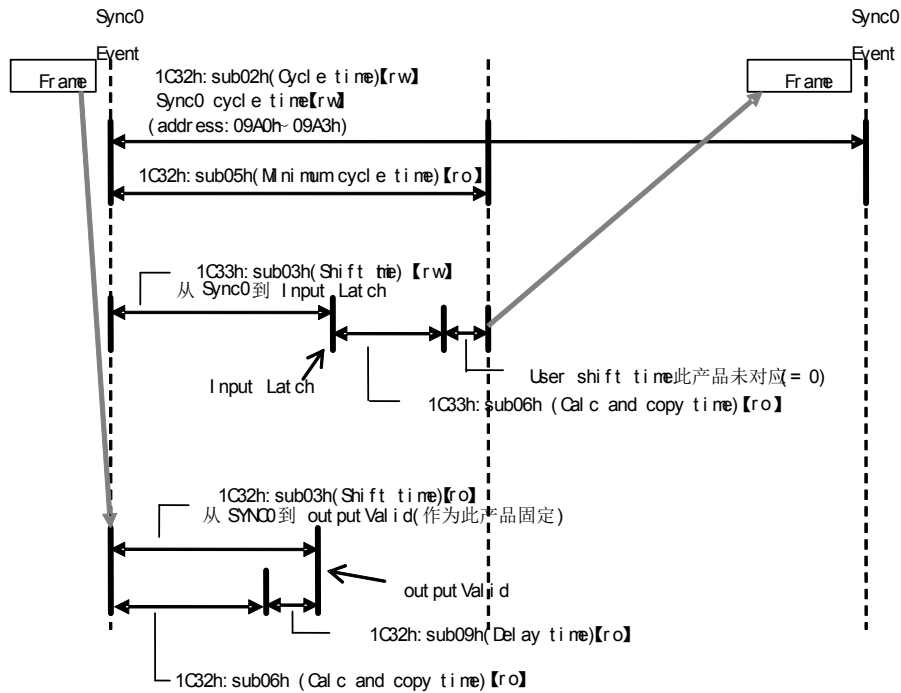 Sync0
Event
Sync0
Event
Frame
Frame
1C32h: sub02h(Cycle time)【rw】
Sync0 cycle time【rw】
(address: 09A0h~09A3h)
1C32h: sub05h(Minimum cycle time)【ro】
1C33h: sub03h(Shift time)【rw】
从 Sync0到 Input Latch
Input Latch
User shift time此产品未对应(= 0)
1C33h: sub06h (Calc and copy time)【ro】
1C32h: sub03h(Shift time)【ro】
从 SYNC0到 outputValid(作为此产品固定)
outputValid
1C32h: sub09h(Delay time)【ro】
1C32h: sub06h (Calc and copy time)【ro】